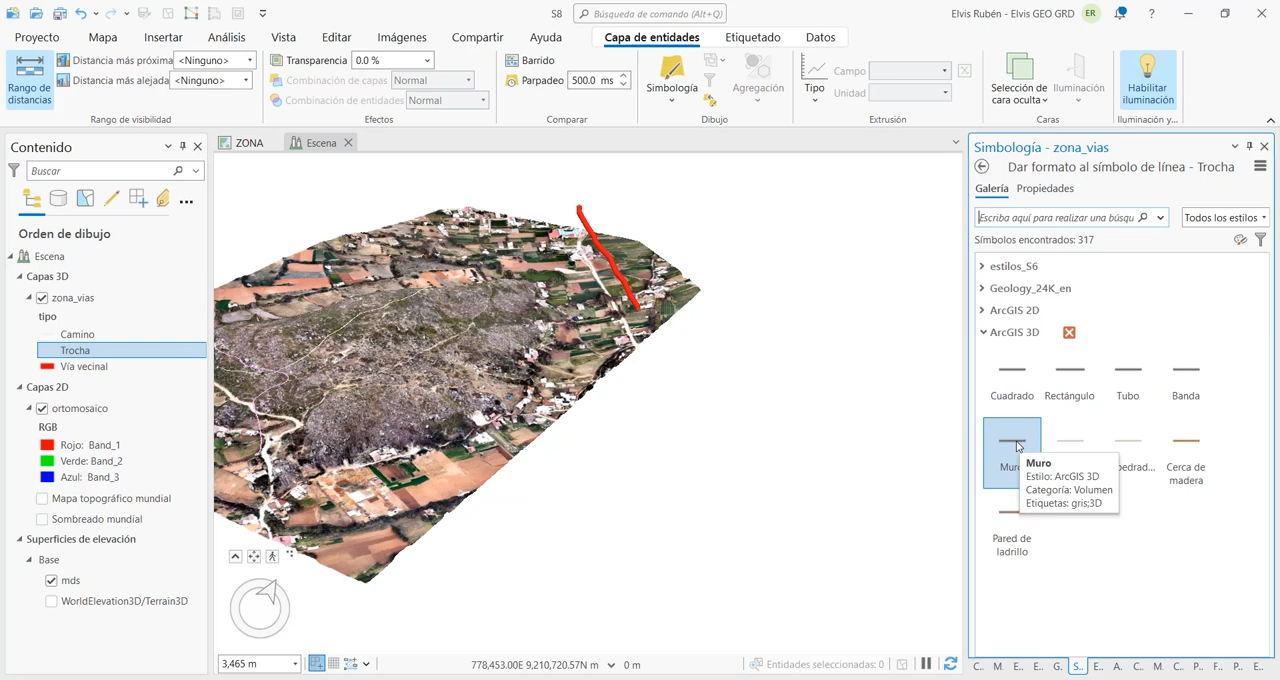 S8
Búsqueda de comando (Alt+Q)
Elvis Rubén - Elvis GEO GRD
ER
?
Proyecto
Mapa
Insertar
Análisis
Vista
Editar
Imágenes
Compartir
Ayuda
Capa de entidades
Etiquetado
Datos
Rango de distancias
Distancia más próxima
<Ninguno>
Distancia más alejada
<Ninguno>
Rango de visibilidad
Transparencia
0.0 %
Combinación de capas
Normal
Combinación de entidades
Normal
Efectos
Barrido
Parpadeo
500.0 ms
Comparar
Simbología
Agregación
Dibujo
Tipo
Campo
Unidad
Extrusión
Selección de cara oculta
Iluminación
Caras
Habilitar iluminación
Iluminación y...
Contenido
Buscar
Orden de dibujo
Escena
Capas 3D
zona_vias
tipo
Camino
Trocha
Vía vecinal
Capas 2D
ortomosaico
RGB
Rojo: Band_1
Verde: Band_2
Azul: Band_3
Mapa topográfico mundial
Sombreado mundial
Superficies de elevación
Base
mds
WorldElevation3D/Terrain3D
ZONA
Escena
3,465 m
778,453.00E 9,210,720.57N m
0 m
Entidades seleccionadas: 0
Simbología - zona_vias
Dar formato al símbolo de línea - Trocha
Galería
Propiedades
Escriba aquí para realizar una búsqu
Todos los estilos
Símbolos encontrados: 317
estilos_S6
Geology_24K_en
ArcGIS 2D
ArcGIS 3D
Cuadrado
Rectángulo
Tubo
Banda
Muro
Muro
Estilo: ArcGIS 3D
Categoría: Volumen
Etiquetas: gris;3D
pedrad...
Cerca de
madera
Pared de
ladrillo
C..
M.
C..
E..
E..
G.
S..
E..
A.
C..
M.
C..
P..
F..
P..
E..